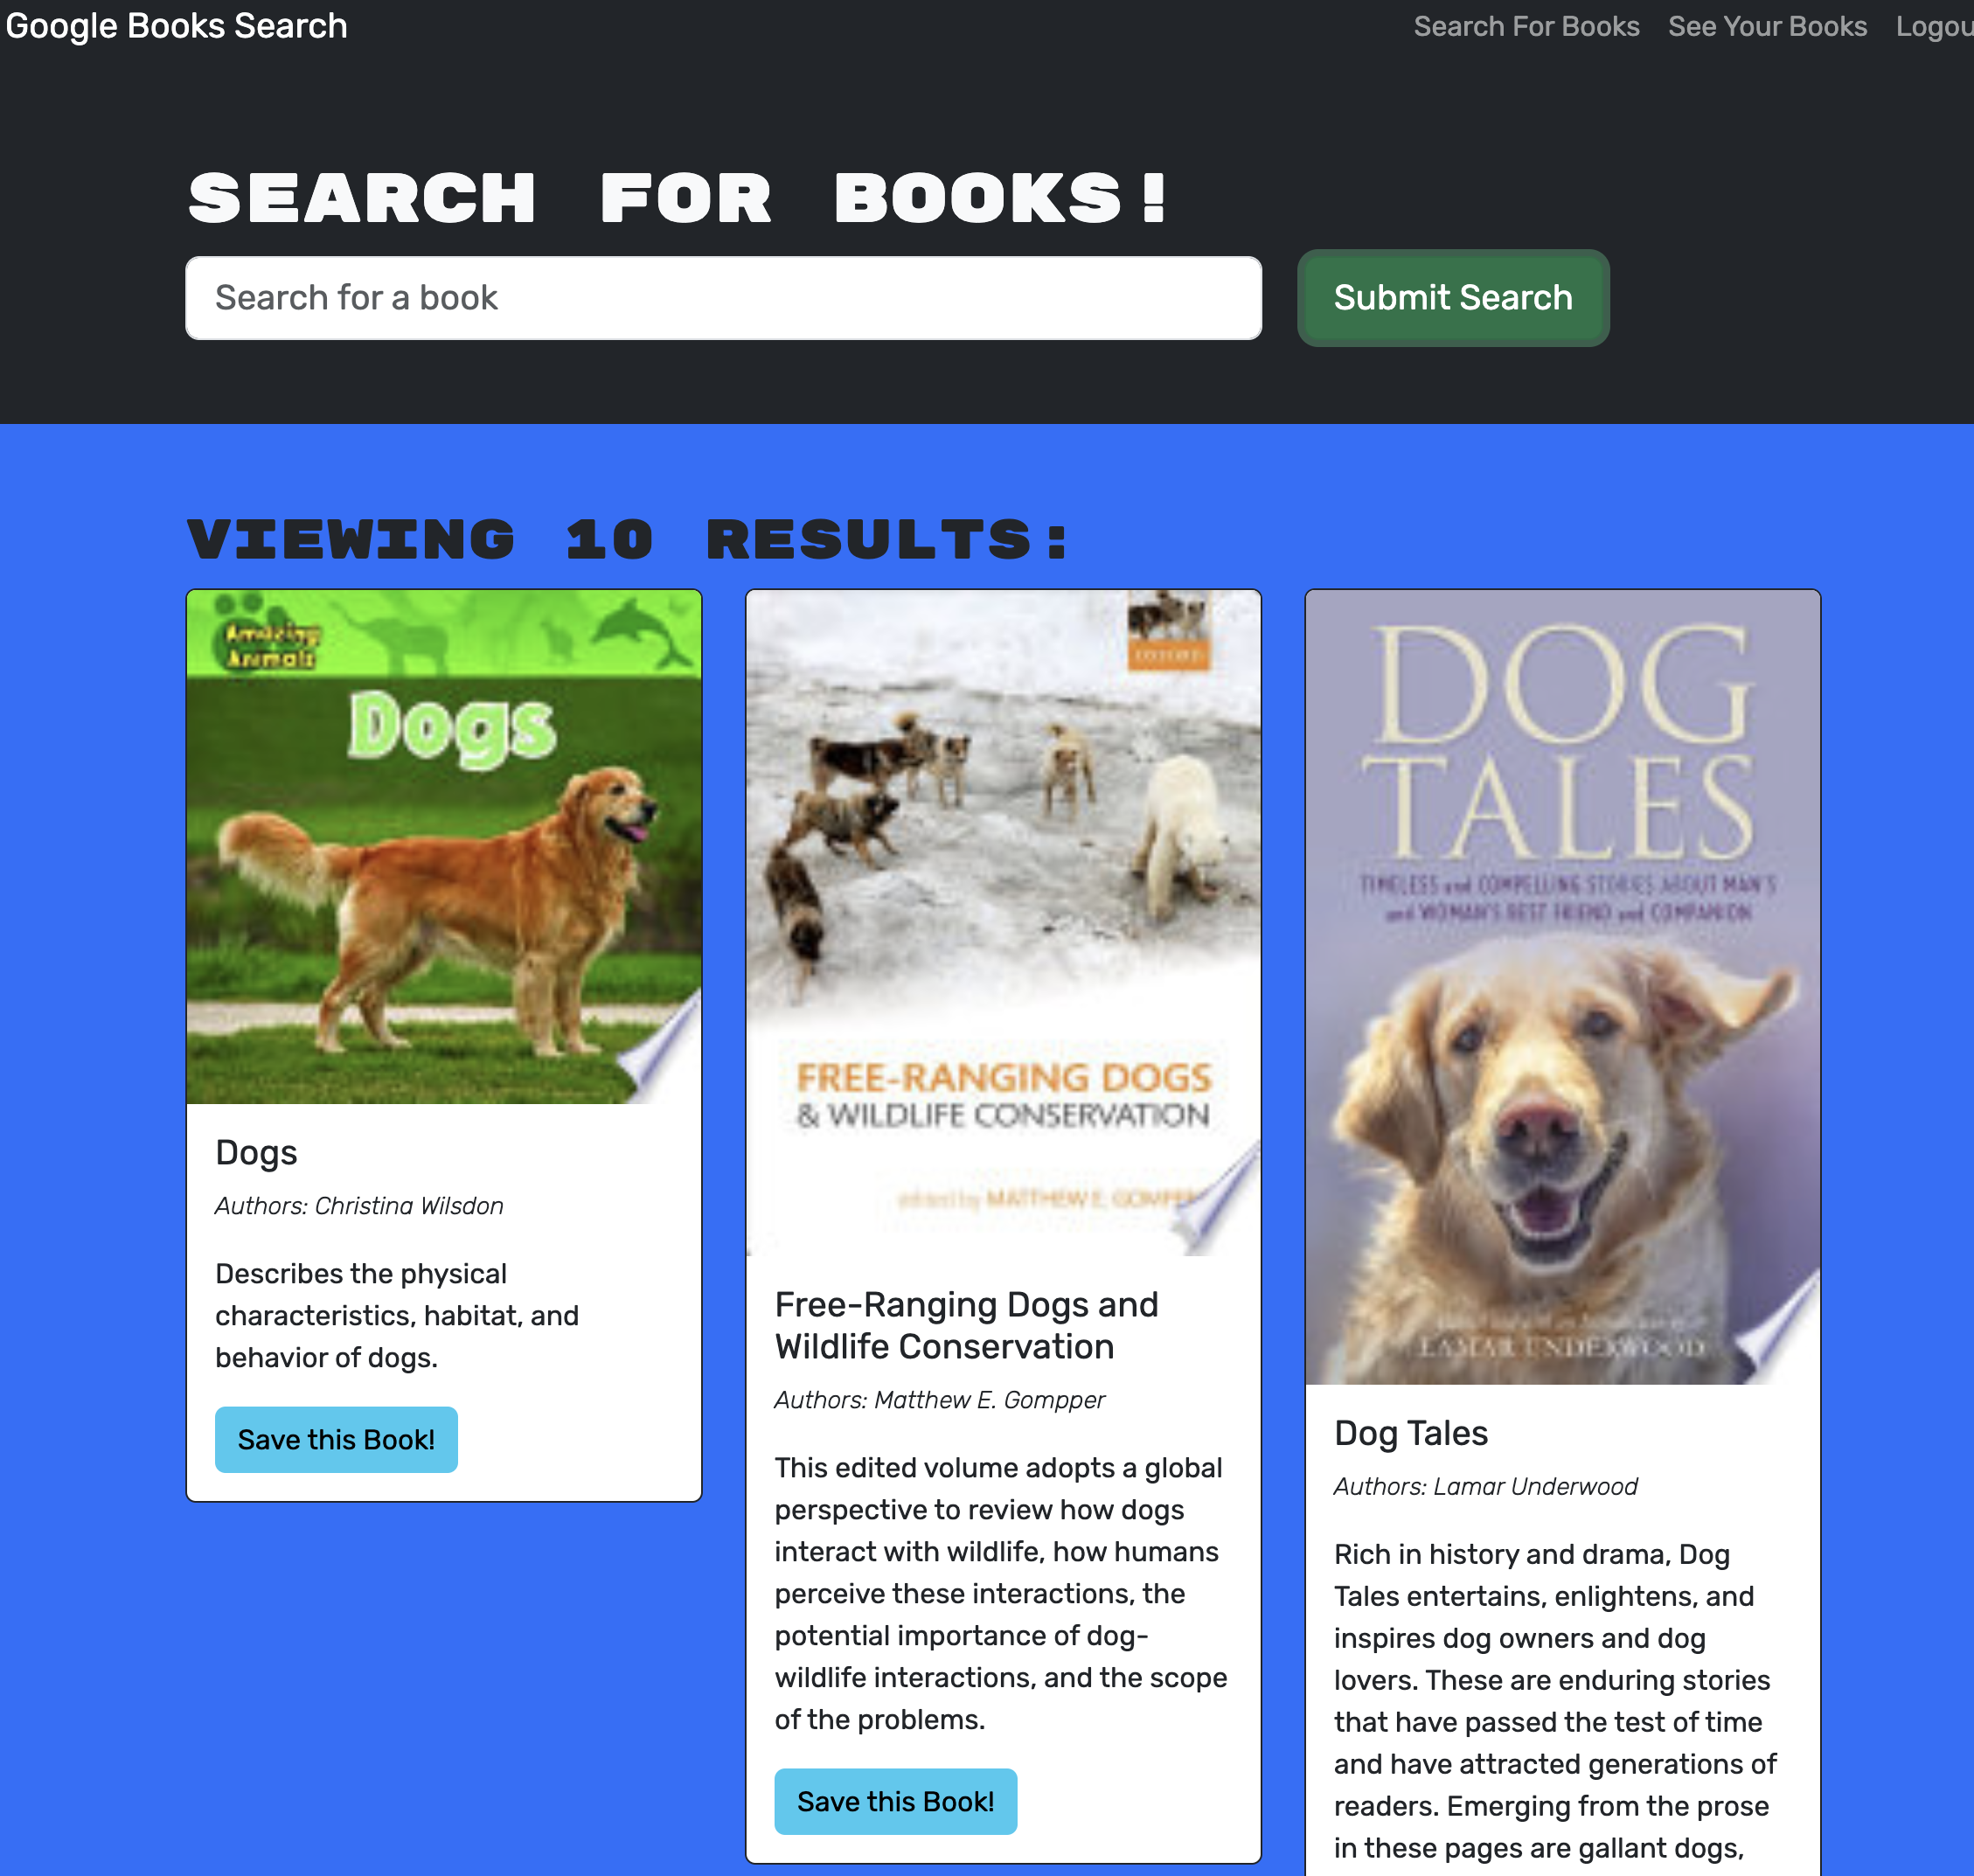 Google Books Search
Search For Books See Your Books Logou
SEARCH FOR BOOKS!
Search for a book
Submit Search
VIEWING 10 RESULTS:
Amazing
Animals
Dogs
Dogs
Authors: Christina Wilsdon
Describes the physical
characteristics, habitat, and
behavior of dogs.
Save this Book!
FREE-RANGING DOGS
& WILDLIFE CONSERVATION
edited by MATTHEW E.
Free-Ranging Dogs and
Wildlife Conservation
Authors: Matthew E. Gompper
This edited volume adopts a global
perspective to review how dogs
interact with wildlife, how humans
perceive these interactions, the
potential importance of dog-
wildlife interactions, and the scope
of the problems.
Save this Book!
DOG
TALES
TIMELESS and COMPELLING STORIES ABOUT MAN'S
and WOMAN'S BEST FRIEND and COMPANION
LAMAR UNDERWOOD
Dog Tales
Authors: Lamar Underwood
Rich in history and drama, Dog
Tales entertains, enlightens, and
inspires dog owners and dog
lovers. These are enduring stories
that have passed the test of time
and have attracted generations of
readers. Emerging from the prose
in these pages are gallant dogs,